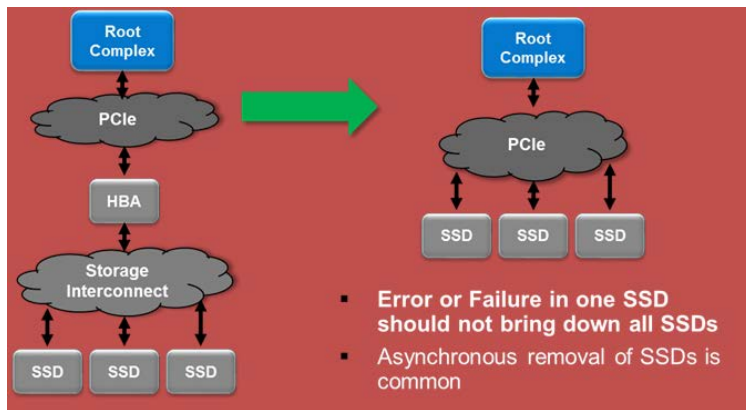 Root
Complex
PCIe
HBA
Storage
Interconnect
SSD
SSD
SSD
Root
Complex
PCIe
SSD
SSD
SSD
▪ Error or Failure in one SSD
should not bring down all SSDs
▪ Asynchronous removal of SSDs is
common